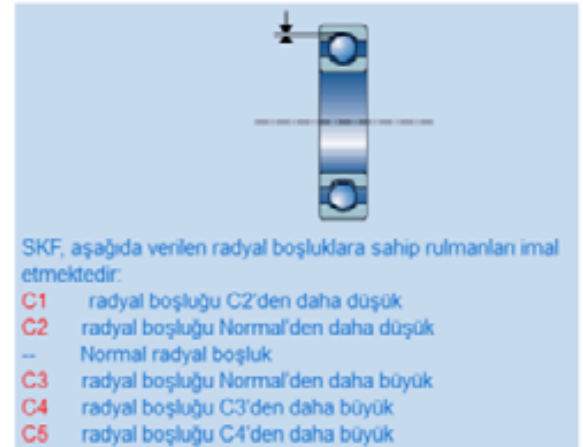 SKF, aşağıda verilen radyal boşluklara sahip rulmanları imal
etmektedir:
C1 radyal boşluğu C2'den daha düşük
C2 radyal boşluğu Normal'den daha düşük
-- Normal radyal boşluk
C3 radyal boşluğu Normal'den daha büyük
C4 radyal boşluğu C3'den daha büyük
C5 radyal boşluğu C4'den daha büyük